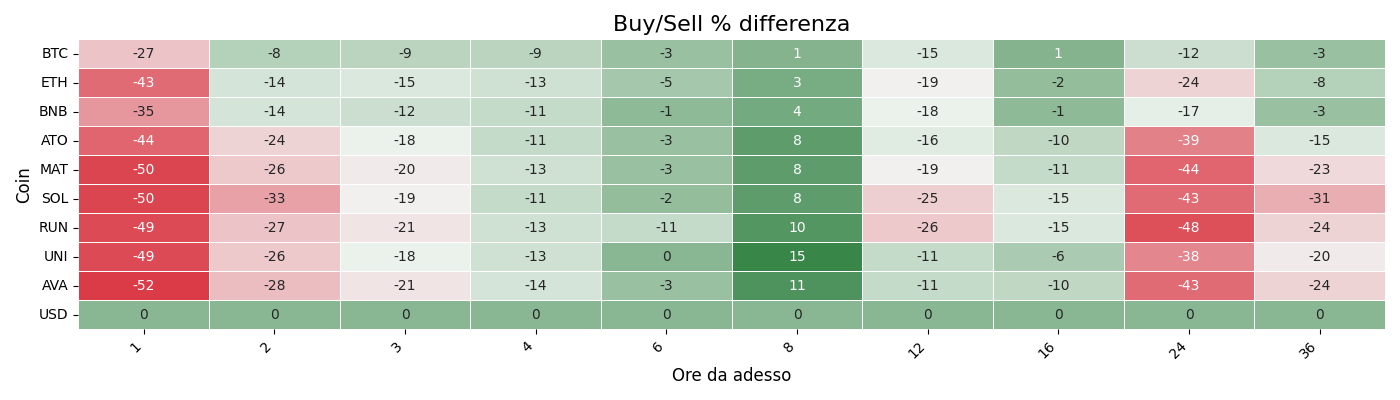 Buy/Sell % differenza
Coin
BTC -27 -8 -9 -9 -3 1 -15 1 -12 -3
ETH -43 -14 -15 -13 -5 3 -19 -2 -24 -8
BNB -35 -14 -12 -11 -1 4 -18 -1 -17 -3
ATO -44 -24 -18 -11 -3 8 -16 -10 -39 -15
MAT -50 -26 -20 -13 -3 8 -19 -11 -44 -23
SOL -50 -33 -19 -11 -2 8 -25 -15 -43 -31
RUN -49 -27 -21 -13 -11 10 -26 -15 -48 -24
UNI -49 -26 -18 -13 0 15 -11 -6 -38 -20
AVA -52 -28 -21 -14 -3 11 -11 -10 -43 -24
USD 0 0 0 0 0 0 0 0 0 0
1 2 3 4 6 8 12 16 24 36
Ore da adesso